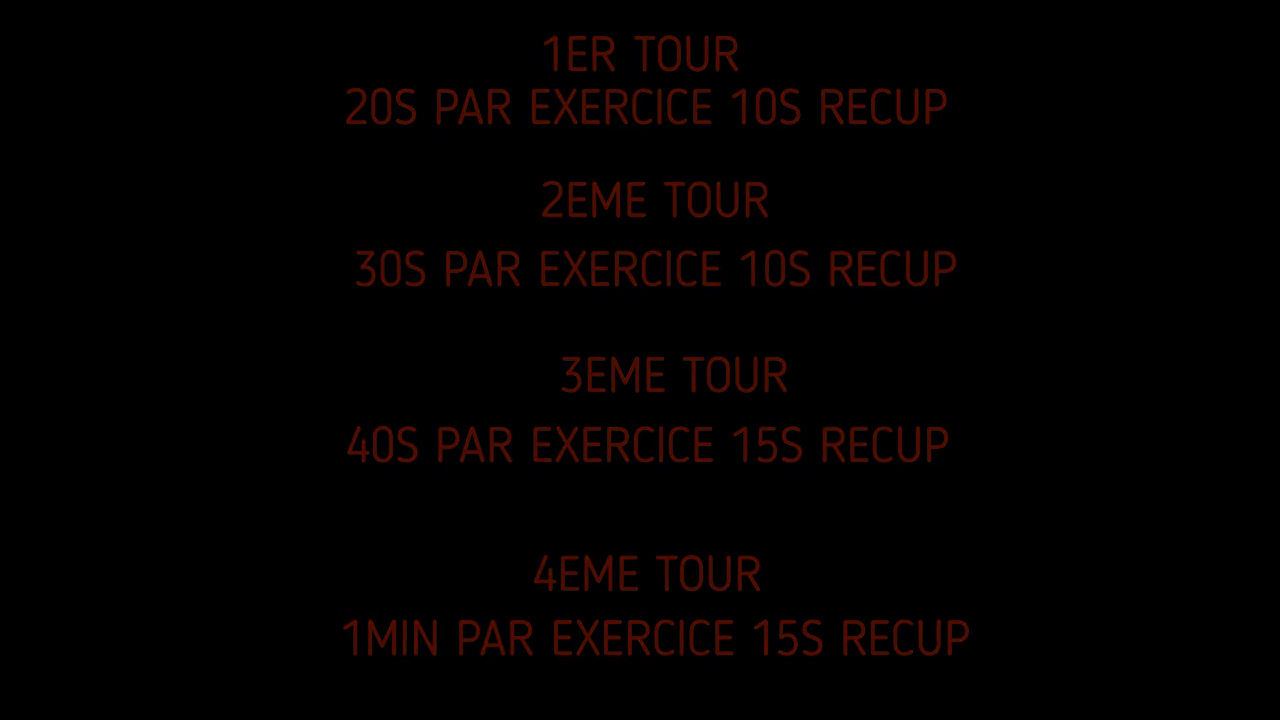 1ER TOUR
20S PAR EXERCICE 10S RECUP
2EME TOUR
30S PAR EXERCICE 10S RECUP
3EME TOUR
40S PAR EXERCICE 15S RECUP
4EME TOUR
1MIN PAR EXERCICE 15S RECUP